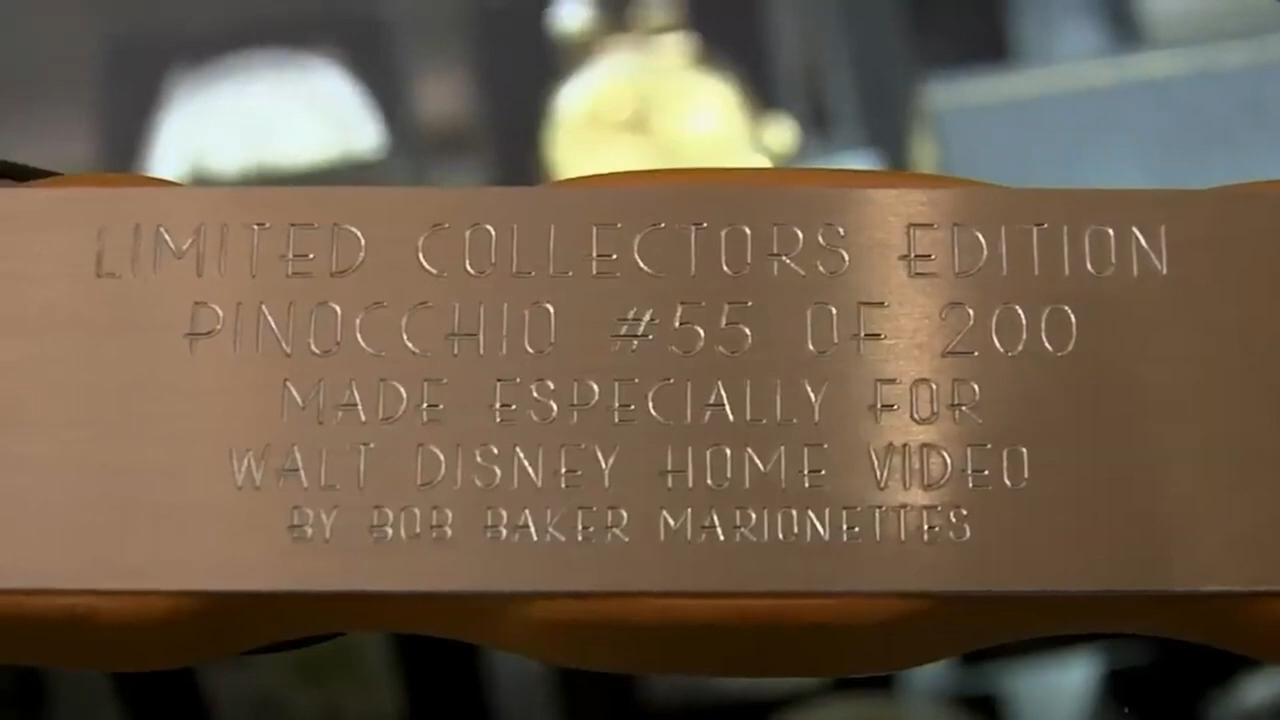 LIMITED COLLECTORS EDITION
PINOCCHIO #55 OF 200
MADE ESPECIALLY FOR
WALT DISNEY HOME VIDEO
BY BOB BAKER MARIONETTES